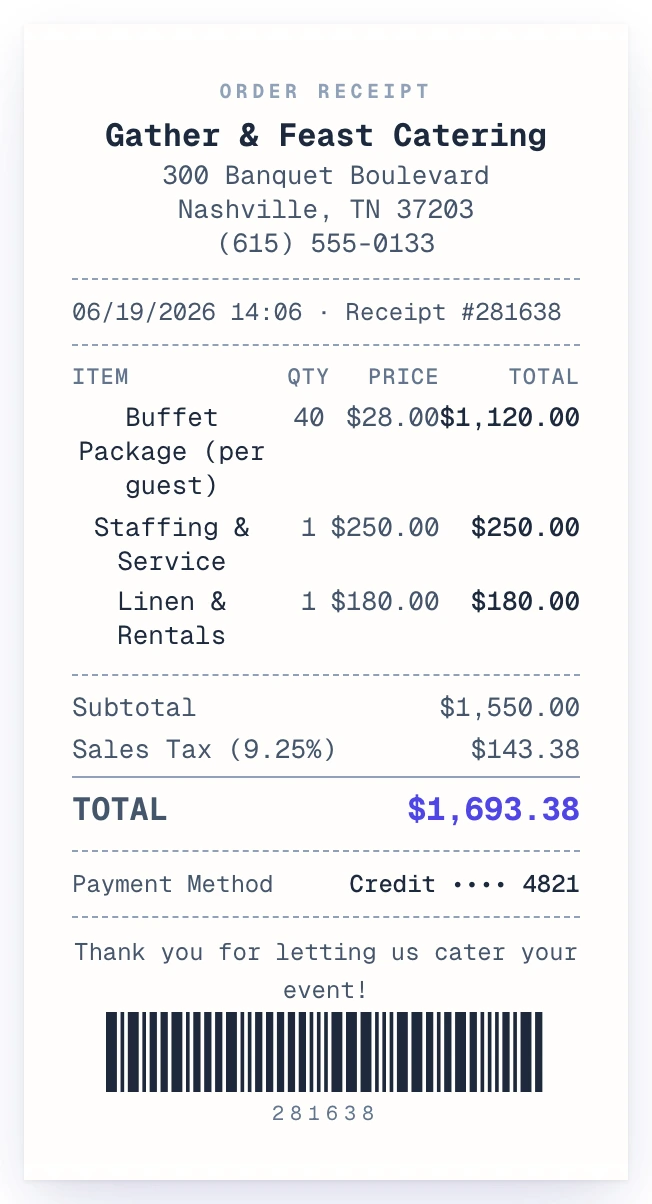 ORDER RECEIPT
Gather & Feast Catering
300 Banquet Boulevard
Nashville, TN 37203
(615) 555-0133
06/19/2026 14:06 · Receipt #281638
ITEM QTY PRICE TOTAL
Buffet 40 $28.00 $1,120.00
Package (per
guest)
Staffing & 1 $250.00 $250.00
Service
Linen & 1 $180.00 $180.00
Rentals
Subtotal $1,550.00
Sales Tax (9.25%) $143.38
TOTAL $1,693.38
Payment Method Credit •••• 4821
Thank you for letting us cater your
event!
281638